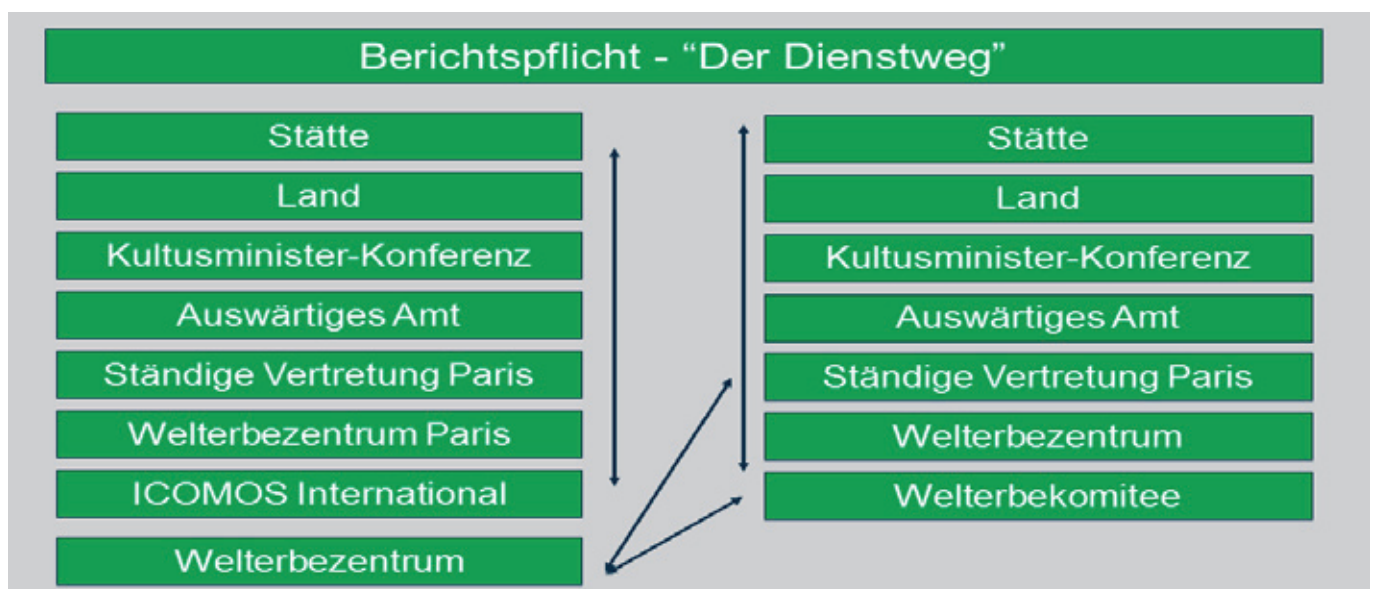 Berichtspflicht - “Der Dienstweg”
Stätte
Land
Kultusminister-Konferenz
Auswärtiges Amt
Ständige Vertretung Paris
Welterbezentrum Paris
ICOMOS International
Welterbezentrum
Stätte
Land
Kultusminister-Konferenz
Auswärtiges Amt
Ständige Vertretung Paris
Welterbezentrum
Welterbekomitee